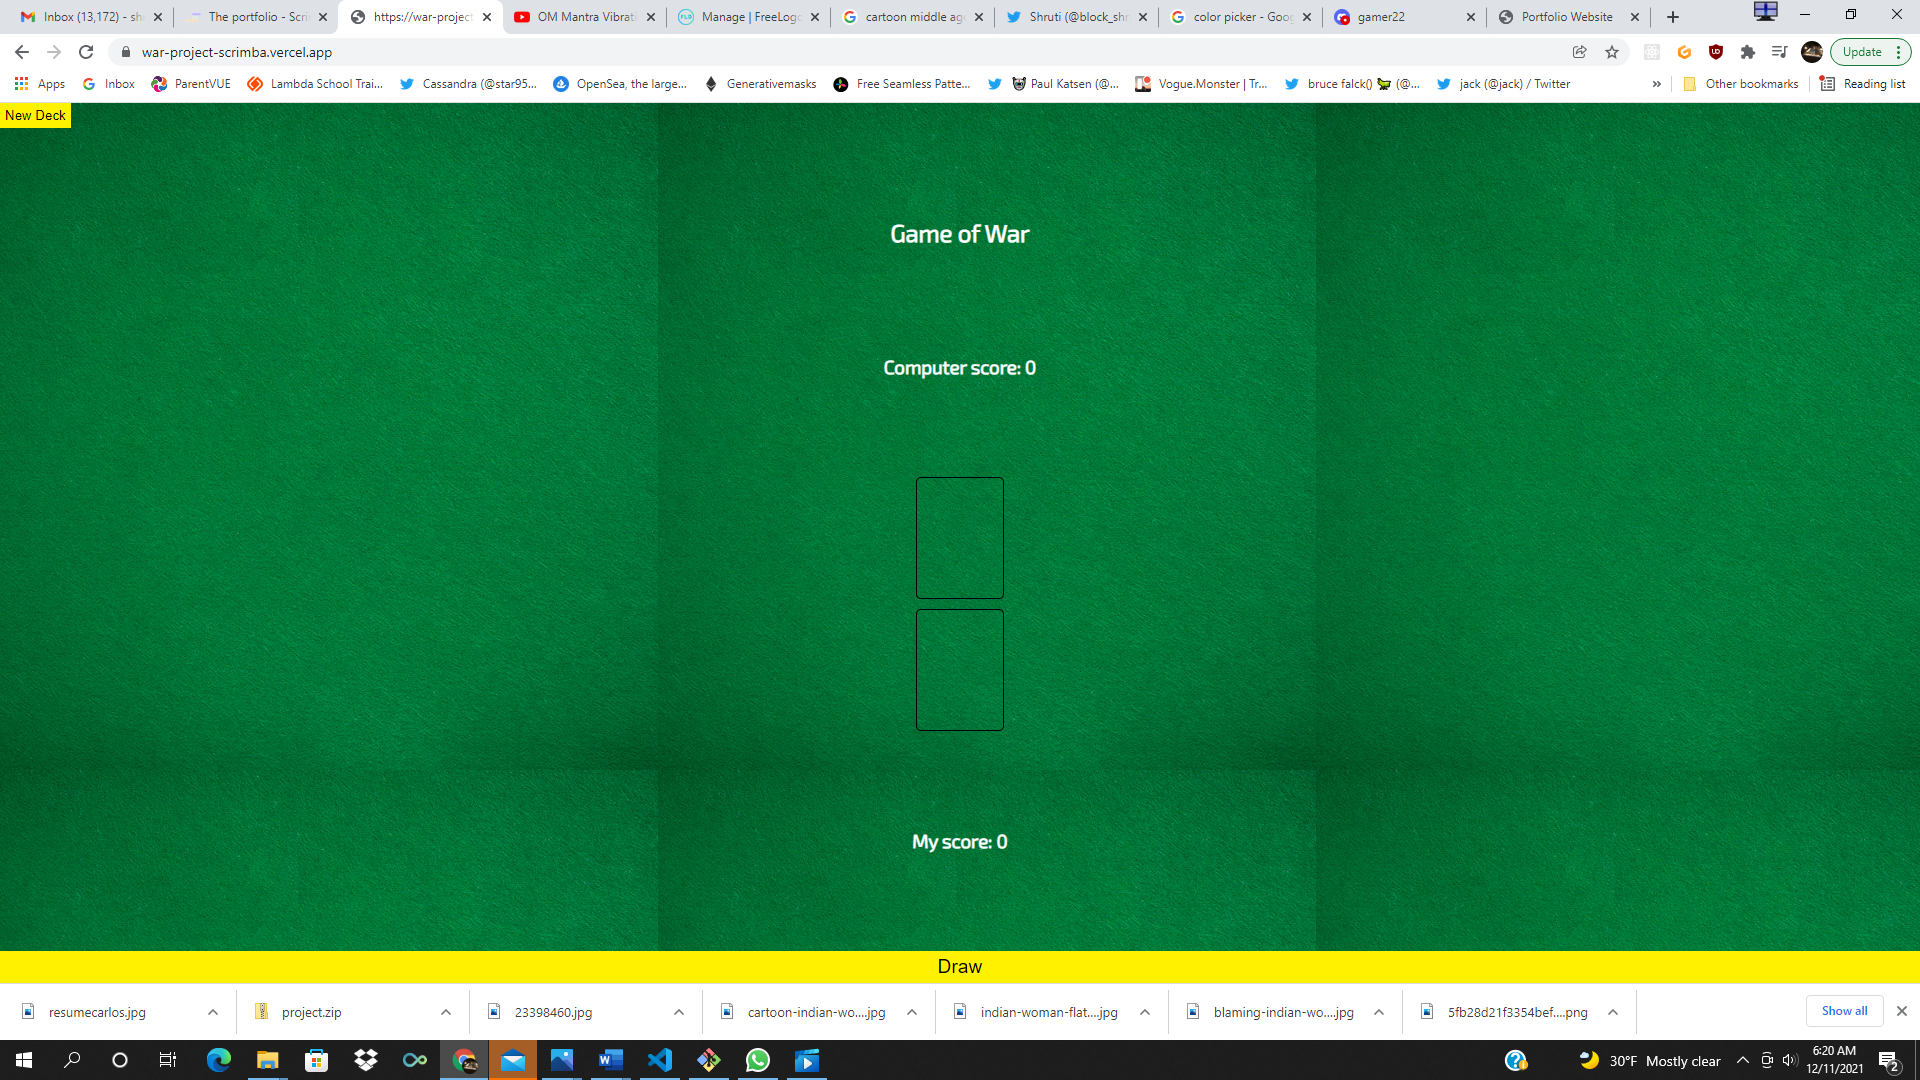 Inbox (13,172) - sh
The portfolio - Scri
https://war-project
OM Mantra Vibrati
Manage | FreeLogo
cartoon middle ag
Shruti (@block_shr
color picker - Goog
gamer22
Portfolio Website
war-project-scrimba.vercel.app
Update
Apps
Inbox
ParentVUE
Lambda School Trai...
Cassandra (@star95...
OpenSea, the large...
Generativemasks
Free Seamless Patte...
Paul Katsen (@...
Vogue.Monster | Tr...
bruce falck() 🦖 (@...
jack (@jack) / Twitter
»
Other bookmarks
Reading list
New Deck
Game of War
Computer score: 0
My score: 0
Draw
resumecarlos.jpg
project.zip
23398460.jpg
cartoon-indian-wo....jpg
indian-woman-flat....jpg
blaming-indian-wo....jpg
5fb28d21f3354bef....png
Show all
30°F Mostly clear
6:20 AM
12/11/2021
2